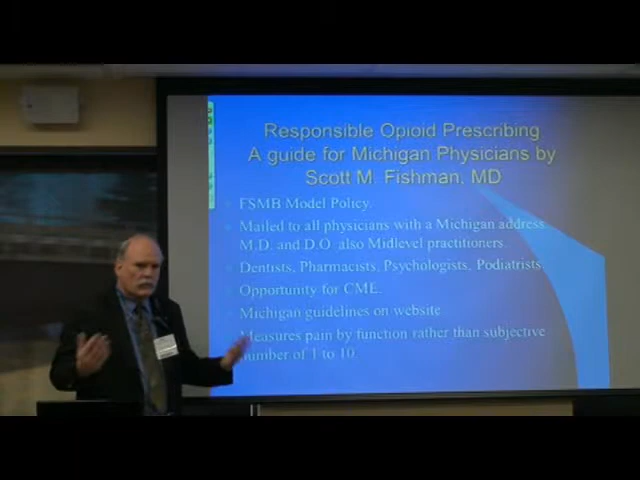 Responsible Opioid Prescribing
A guide for Michigan Physicians by
Scott M. Fishman, MD
FSMB Model Policy.
Mailed to all physicians with a Michigan address
M.D. and D.O. also Midlevel practitioners.
Dentists, Pharmacists, Psychologists, Podiatrists.
Opportunity for CME.
Michigan guidelines on website
Measures pain by function rather than subjective
number of 1 to 10.